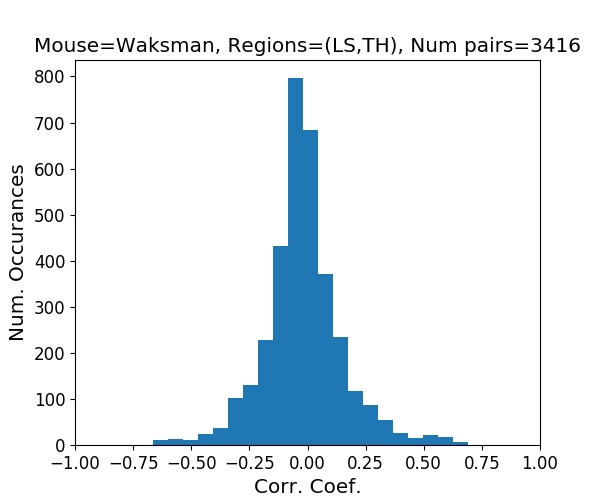 Mouse=Waksman, Regions=(LS,TH), Num pairs=3416
800
700
600
500
400
300
200
100
0
Num. Occurances
−1.00 −0.75 −0.50 −0.25 0.00 0.25 0.50 0.75 1.00
Corr. Coef.